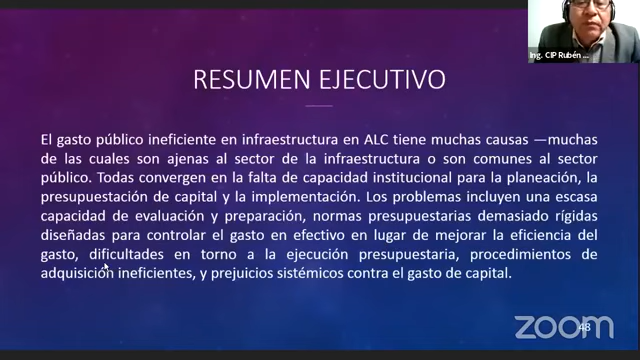 Ing. CIP Rubén ...
RESUMEN EJECUTIVO
El gasto público ineficiente en infraestructura en ALC tiene muchas causas —muchas
de las cuales son ajenas al sector de la infraestructura o son comunes al sector
público. Todas convergen en la falta de capacidad institucional para la planeación, la
presupuestación de capital y la implementación. Los problemas incluyen una escasa
capacidad de evaluación y preparación, normas presupuestarias demasiado rígidas
diseñadas para controlar el gasto en efectivo en lugar de mejorar la eficiencia del
gasto, dificultades en torno a la ejecución presupuestaria, procedimientos de
adquisición ineficientes, y prejuicios sistémicos contra el gasto de capital.
zoom
48